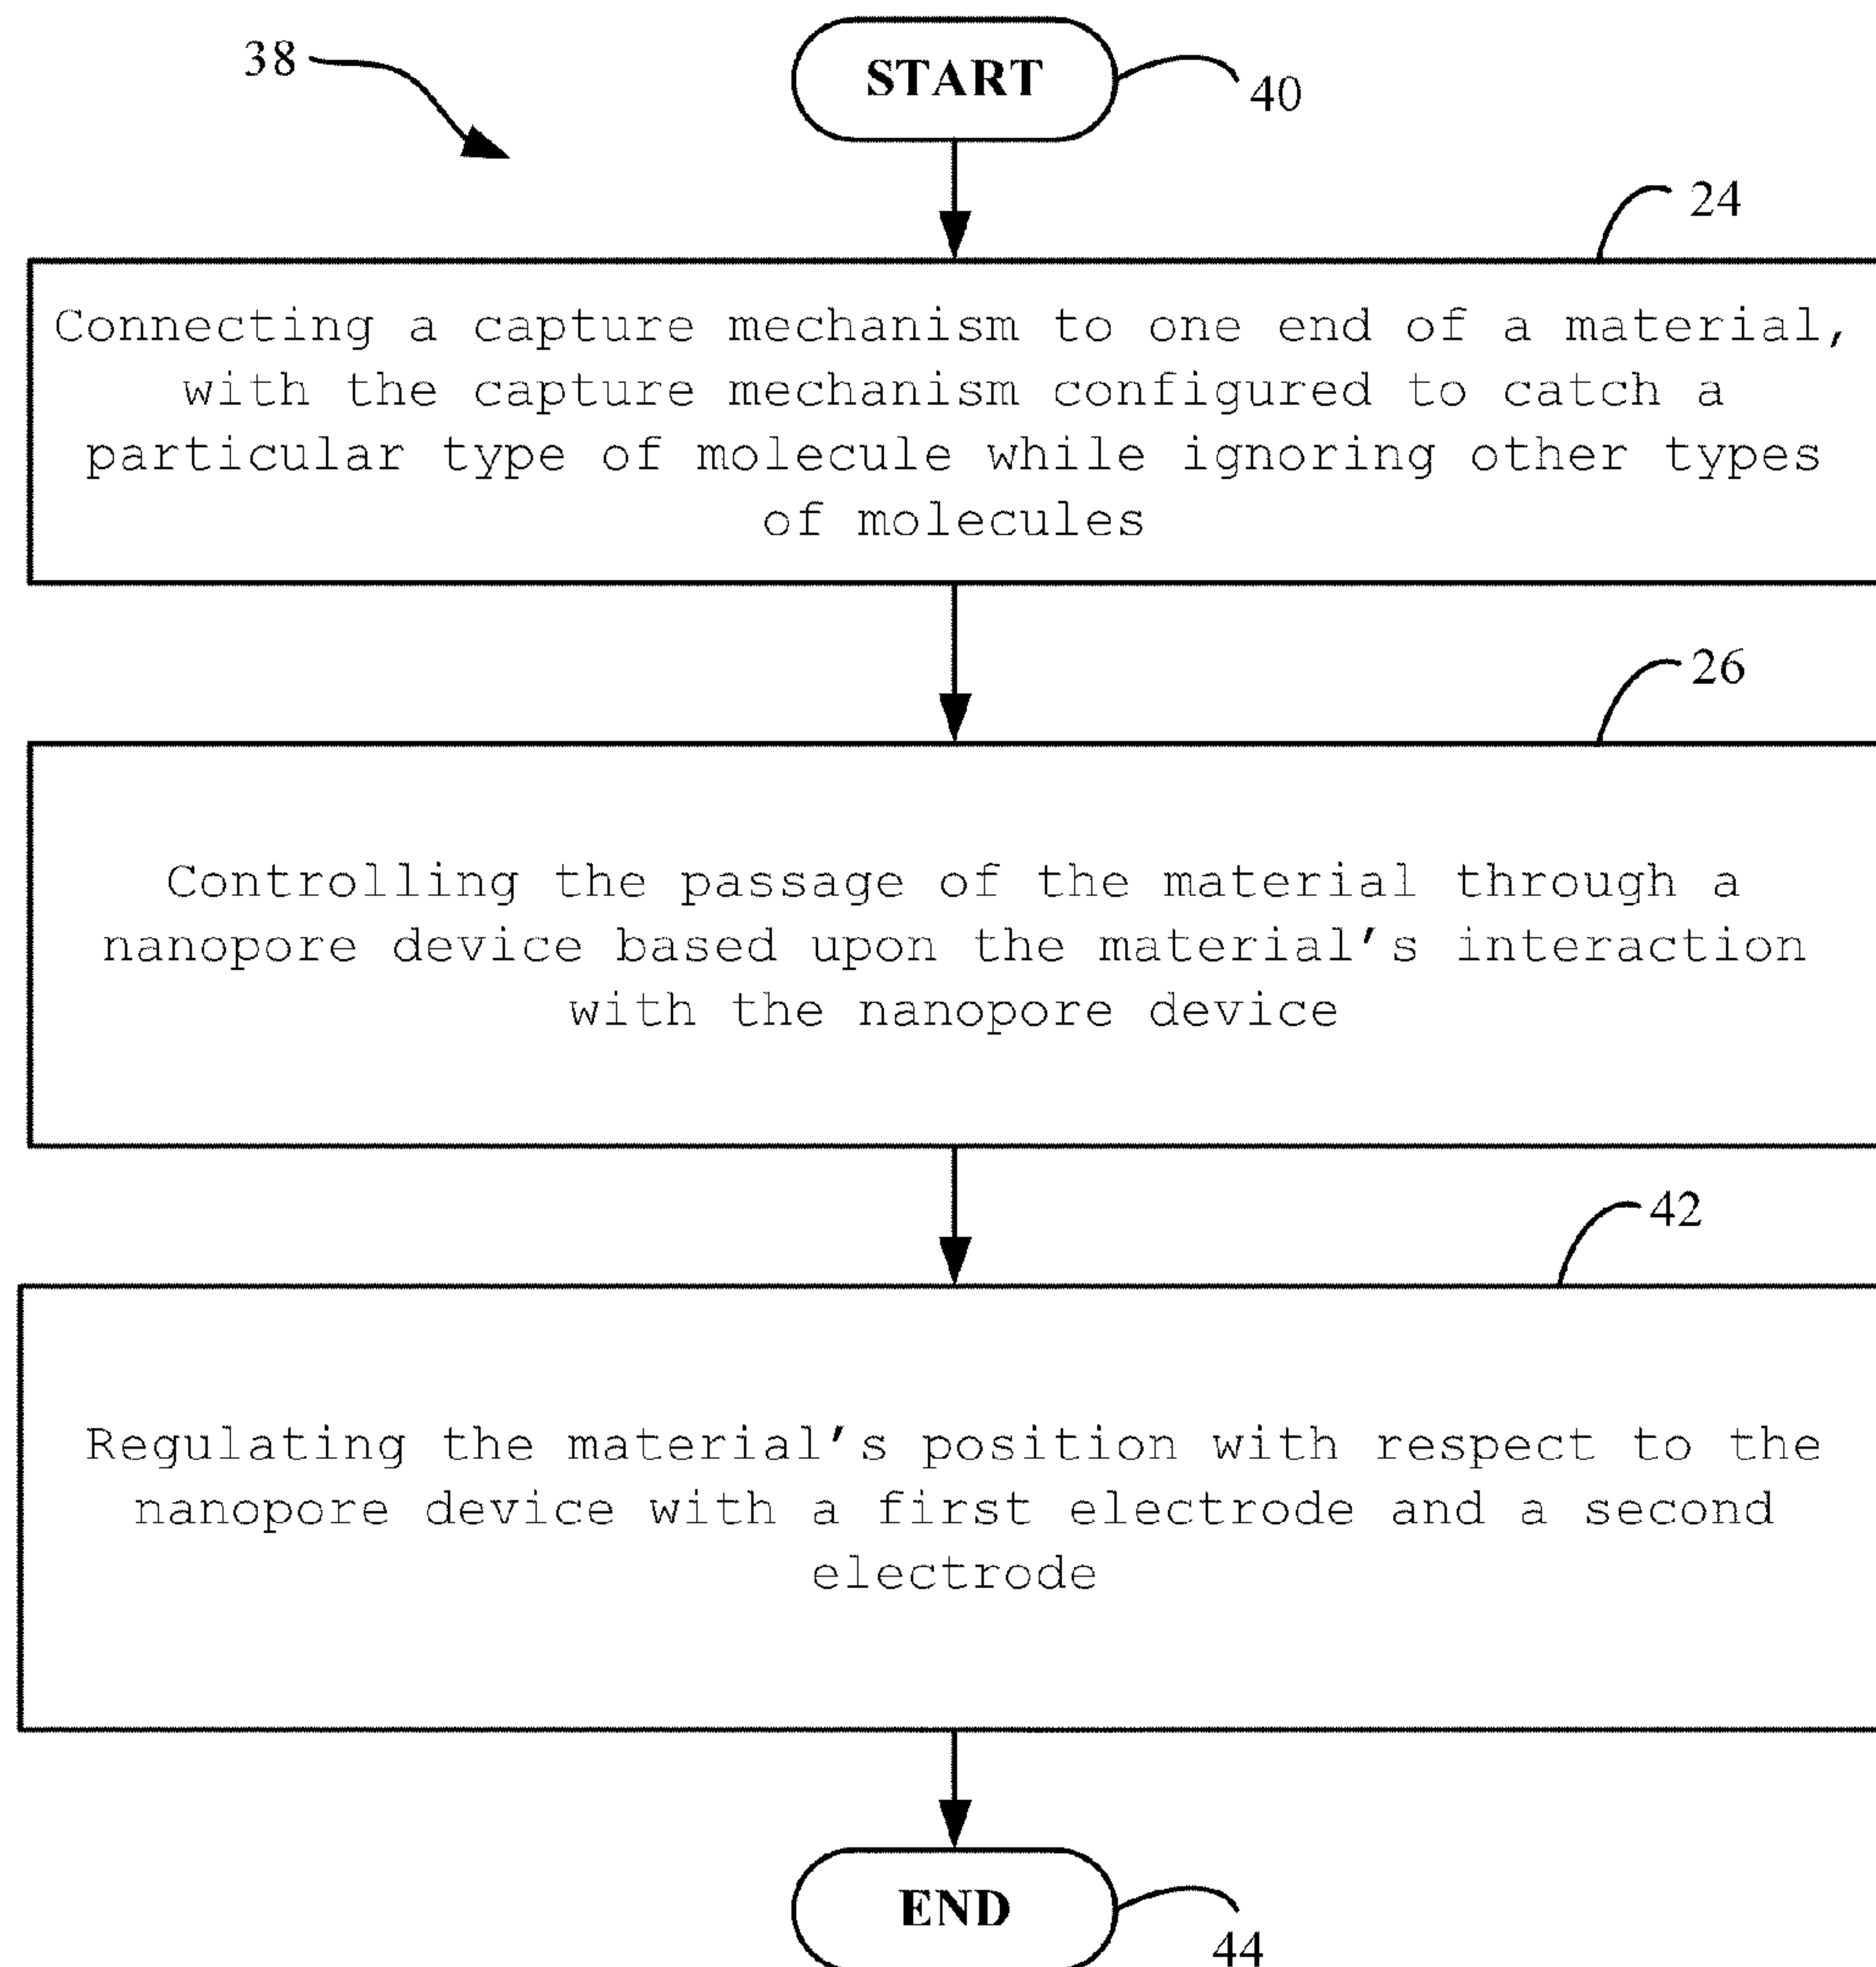 38
START
40
24
Connecting a capture mechanism to one end of a material,
with the capture mechanism configured to catch a
particular type of molecule while ignoring other types
of molecules
26
Controlling the passage of the material through a
nanopore device based upon the material's interaction
with the nanopore device
42
Regulating the material's position with respect to the
nanopore device with a first electrode and a second
electrode
END
44